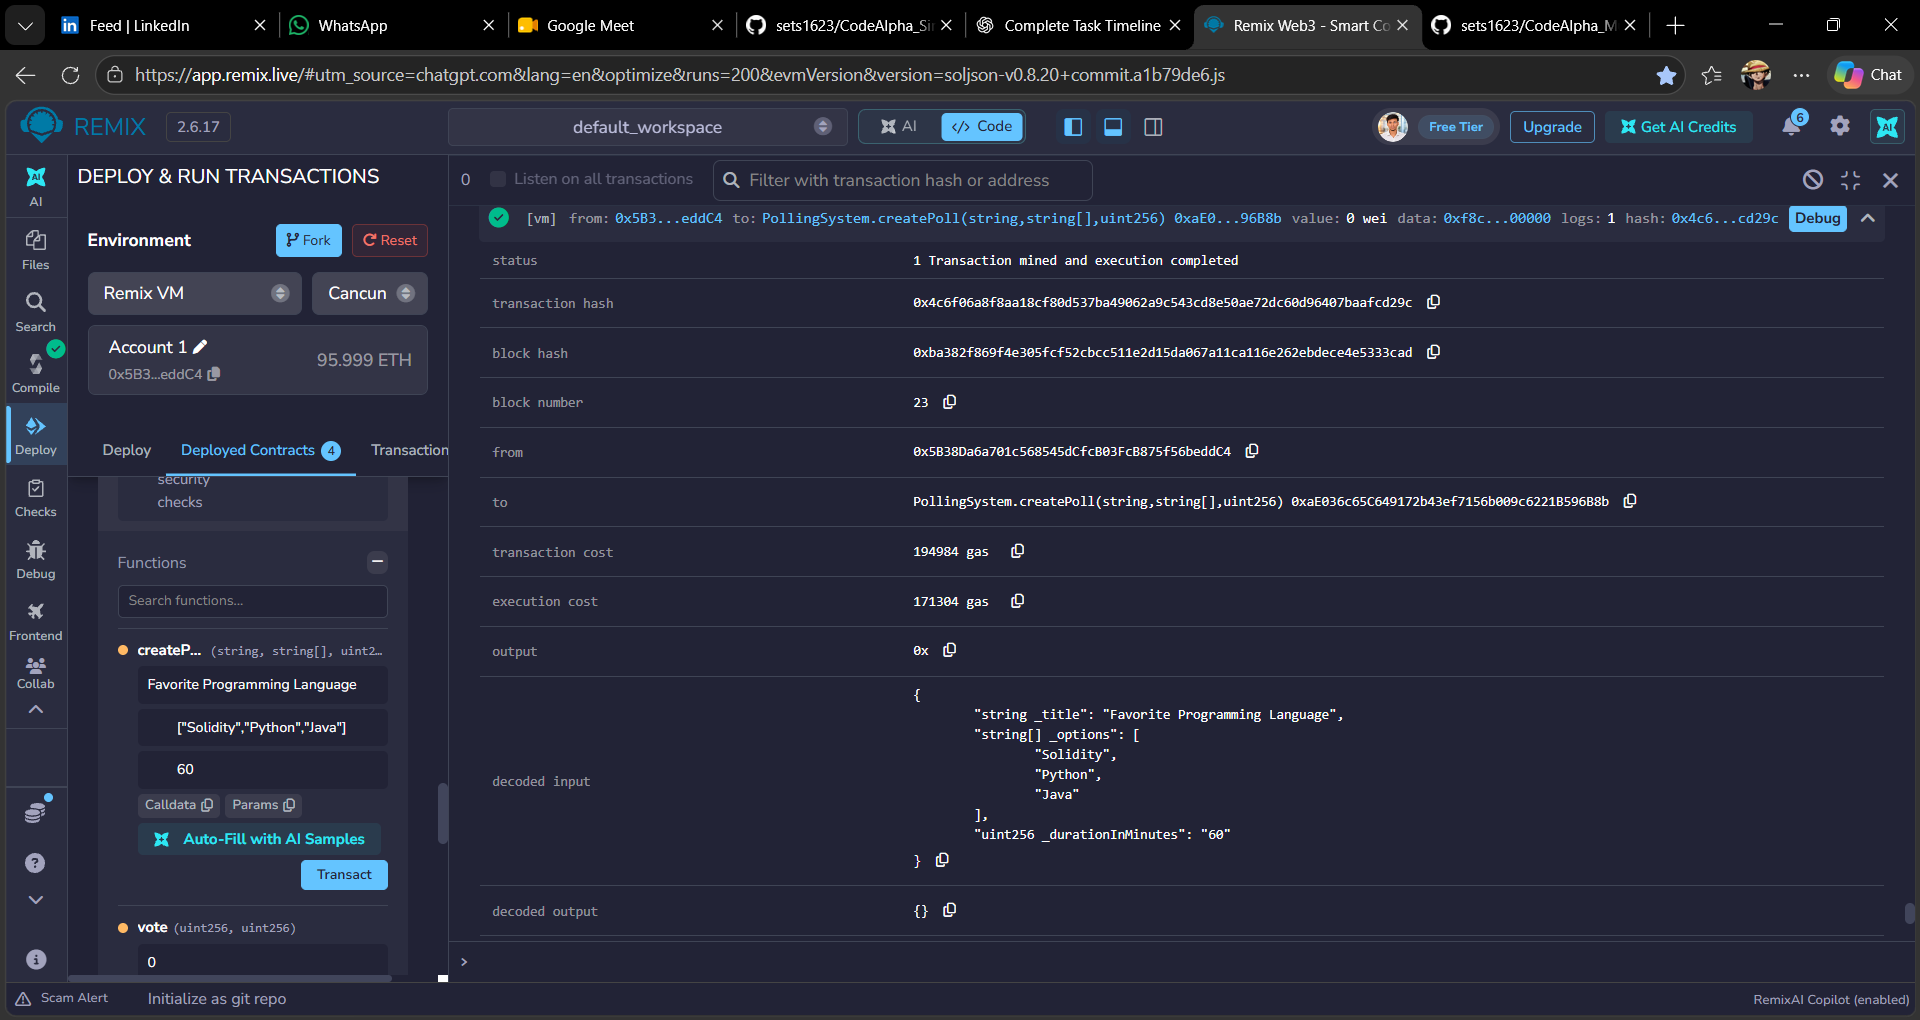 Feed | LinkedIn
WhatsApp
Google Meet
sets1623/CodeAlpha_Si
Complete Task Timeline
Remix Web3 - Smart Co
sets1623/CodeAlpha_M
https://app.remix.live/#utm_source=chatgpt.com&lang=en&optimize&runs=200&evmVersion&version=soljson-v0.8.20+commit.a1b79de6.js
Chat
REMIX
2.6.17
default_workspace
AI
</> Code
Free Tier
Upgrade
Get AI Credits
6
AI
AI
AI
Files
Search
Compile
Deploy
Checks
Debug
Frontend
Collab
DEPLOY & RUN TRANSACTIONS
Environment
Fork
Reset
Remix VM
Cancun
Account 1
0x5B3...eddC4
95.999 ETH
Deploy
Deployed Contracts 4
Transaction
security
checks
Functions
Search functions...
createP... (string, string[], uint2...
Favorite Programming Language
["Solidity","Python","Java"]
60
Calldata
Params
Auto-Fill with AI Samples
Transact
vote (uint256, uint256)
0
0
Listen on all transactions
Filter with transaction hash or address
[vm] from: 0x5B3...eddC4 to: PollingSystem.createPoll(string,string[],uint256) 0xaE0...96B8b value: 0 wei data: 0xf8c...00000 logs: 1 hash: 0x4c6...cd29c
Debug
status 1 Transaction mined and execution completed
transaction hash 0x4c6f06a8f8aa18cf80d537ba49062a9c543cd8e50ae72dc60d96407baafcd29c
block hash 0xba382f869f4e305fcf52cbcc511e2d15da067a11ca116e262ebdece4e5333cad
block number 23
from 0x5B38Da6a701c568545dCfcB03FcB875f56beddC4
to PollingSystem.createPoll(string,string[],uint256) 0xaE036c65C649172b43ef7156b009c6221B596B8b
transaction cost 194984 gas
execution cost 171304 gas
output 0x
decoded input {
"string _title": "Favorite Programming Language",
"string[] _options": [
"Solidity",
"Python",
"Java"
],
"uint256 _durationInMinutes": "60"
}
decoded output {}
>
Scam Alert
Initialize as git repo
RemixAI Copilot (enabled)